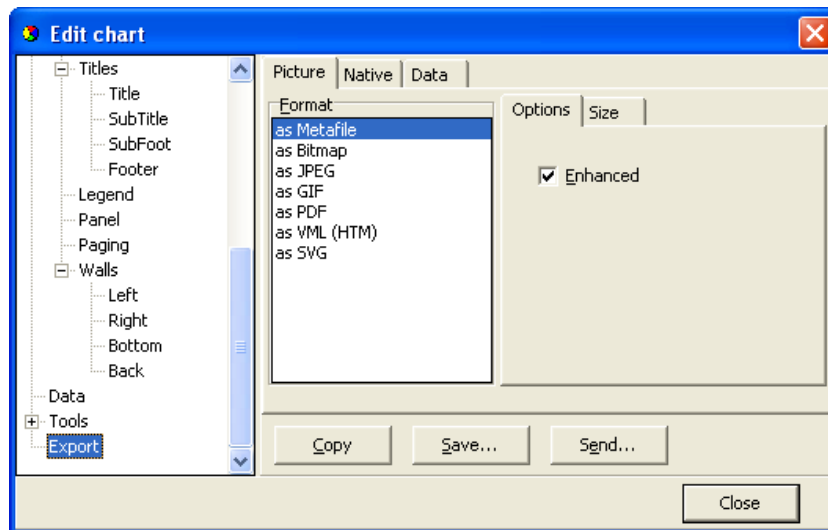 Edit chart
Titles
Title
SubTitle
SubFoot
Footer
Legend
Panel
Paging
Walls
Left
Right
Bottom
Back
Data
Tools
Export
Picture
Native
Data
Format
as Metafile
as Bitmap
as JPEG
as GIF
as PDF
as VML (HTM)
as SVG
Options
Size
Enhanced
Copy
Save...
Send...
Close